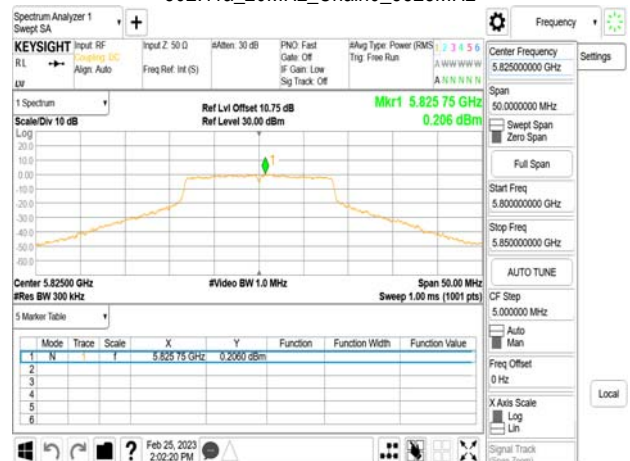 Spectrum Analyzer 1
Swept SA
Frequency
KEYSIGHT
Input: RF
Coupling: DC
Align: Auto
Input Z: 50 Ω
Freq Ref: Int (S)
#Atten: 30 dB
PNO: Fast
Gate: Off
IF Gain: Low
Sig Track: Off
#Avg Type: Power (RMS
Trig: Free Run
1 2 3 4 5 6
A W W W W W
A N N N N N
RL
Center Frequency
5.825000000 GHz
Settings
Span
50.0000000 MHz
Swept Span
Zero Span
Full Span
Start Freq
5.800000000 GHz
Stop Freq
5.850000000 GHz
AUTO TUNE
CF Step
5.000000 MHz
Auto
Man
Freq Offset
0 Hz
X Axis Scale
Log
Lin
Signal Track
Local
1 Spectrum
Scale/Div 10 dB
Log
Ref Lvl Offset 10.75 dB
Ref Level 30.00 dBm
Mkr1 5.825 75 GHz
0.206 dBm
1
20.0
10.0
0.00
-10.0
-20.0
-30.0
-40.0
-50.0
-60.0
Center 5.82500 GHz
#Res BW 300 kHz
#Video BW 1.0 MHz
Span 50.00 MHz
Sweep 1.00 ms (1001 pts)
5 Marker Table
Mode Trace Scale X Y Function Function Width Function Value
1 N 1 f 5.825 75 GHz 0.2060 dBm
2
3
4
5
6
Feb 25, 2023
2:02:20 PM